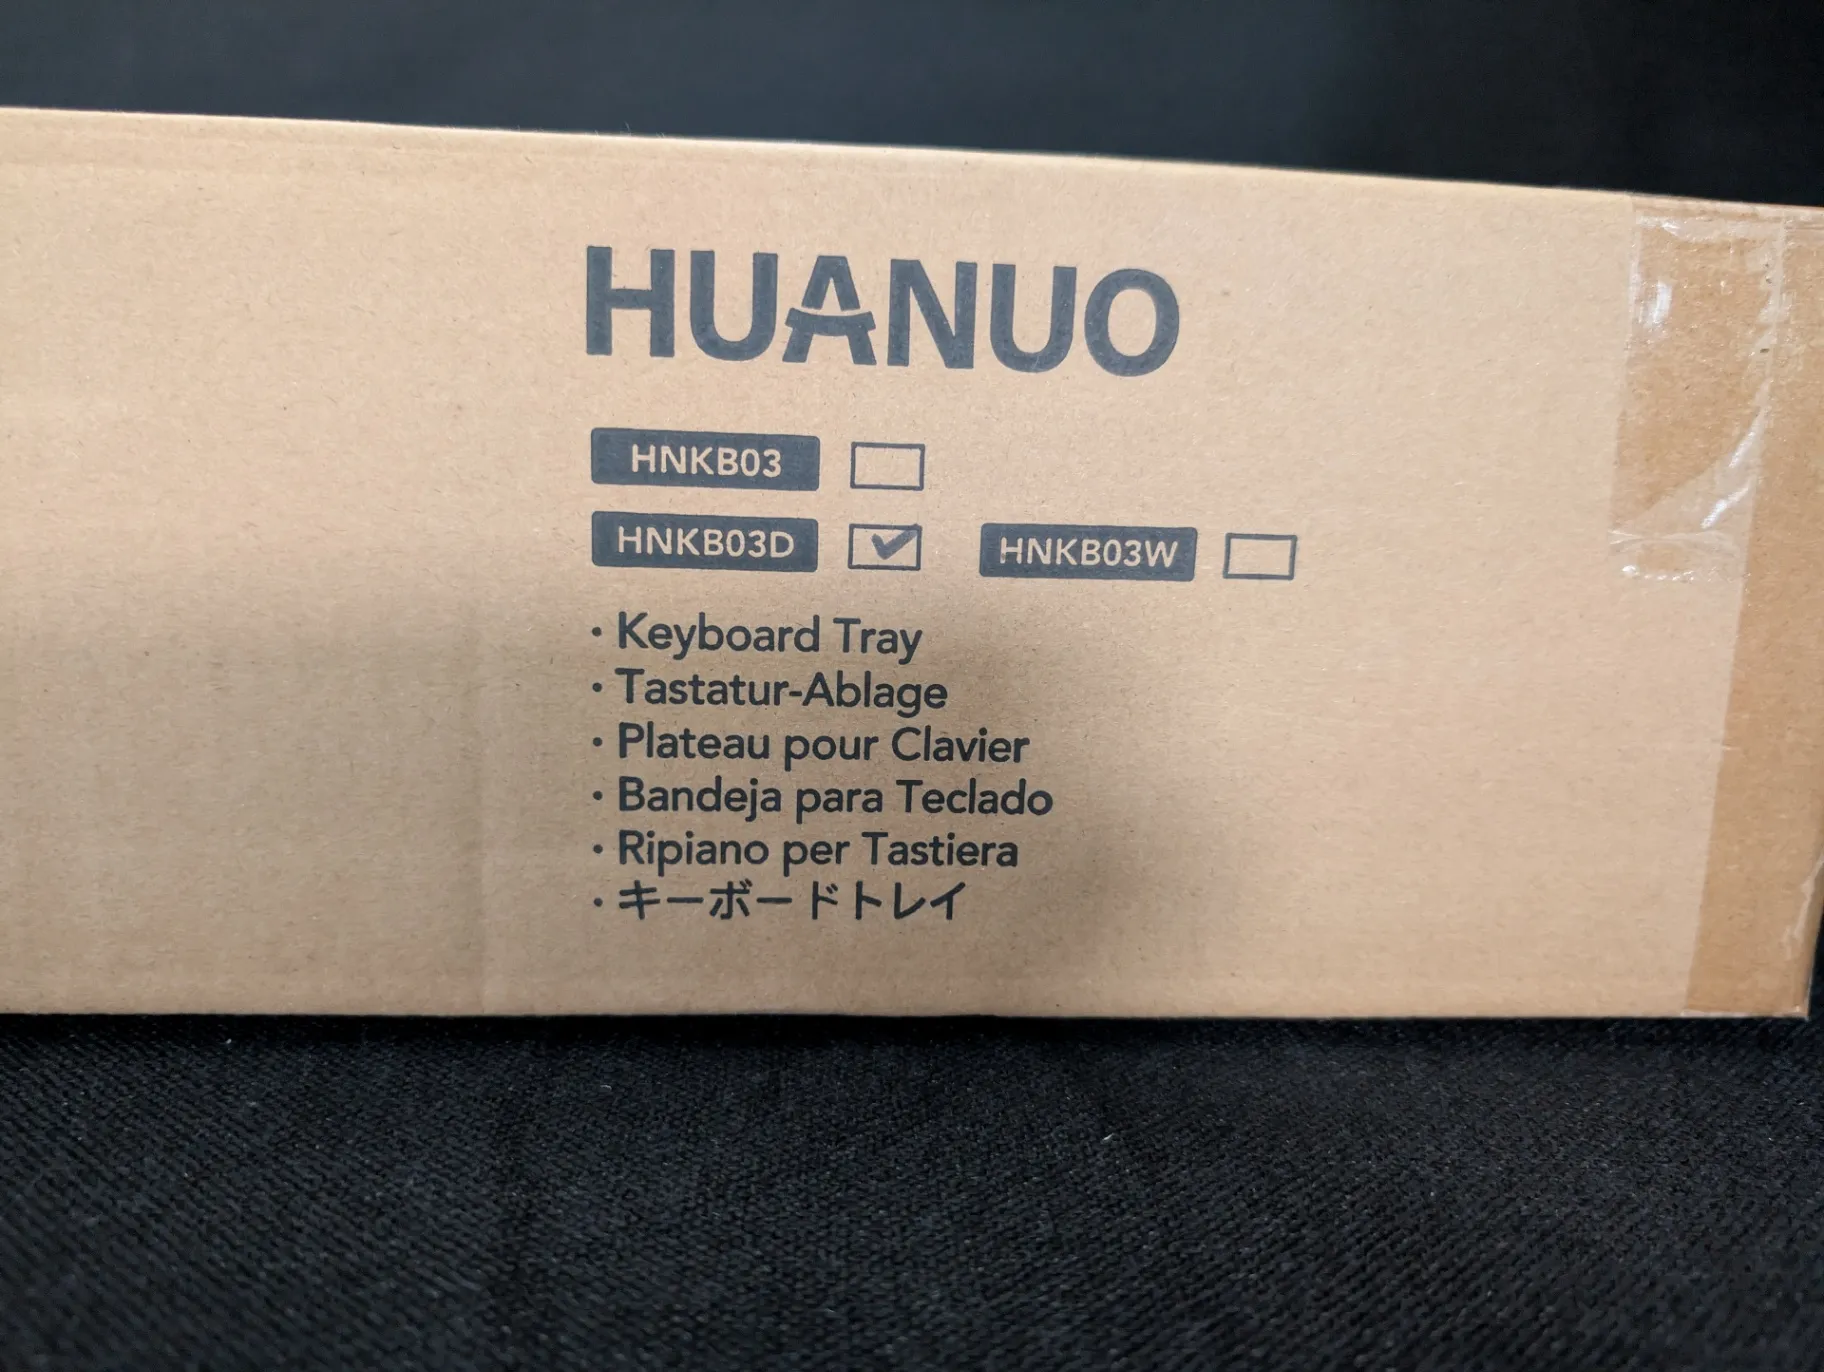 HUANUO
HNKB03
HNKB03D HNKB03W
· Keyboard Tray
· Tastatur-Ablage
· Plateau pour Clavier
· Bandeja para Teclado
· Ripiano per Tastiera
· キーボードトレイ